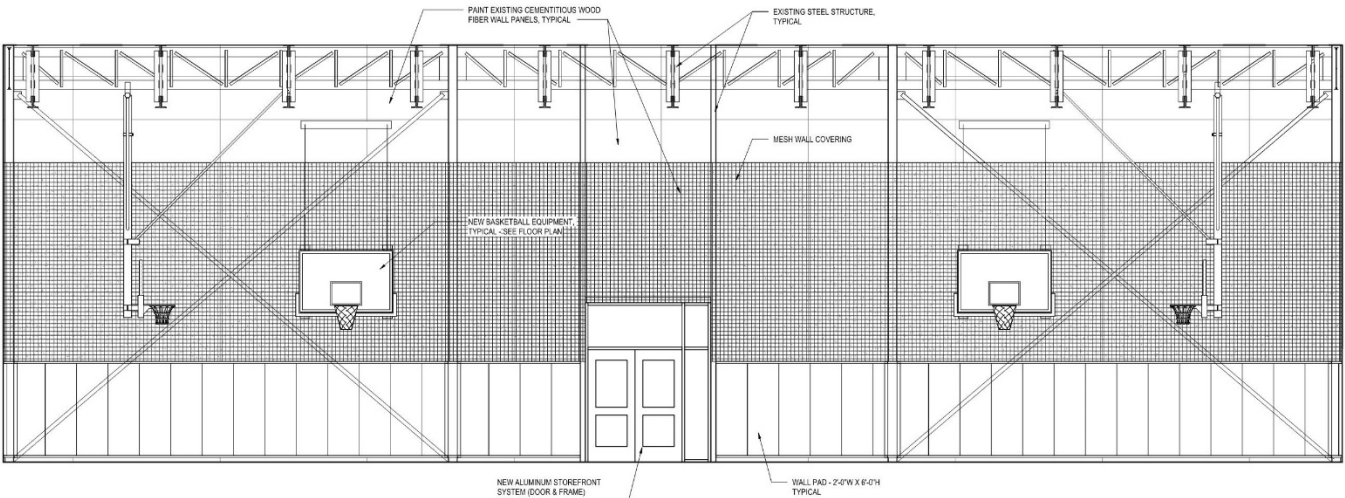 PAINT EXISTING CEMENTITIOUS WOOD
FIBER WALL PANELS, TYPICAL
EXISTING STEEL STRUCTURE,
TYPICAL
MESH WALL COVERING
NEW BASKETBALL EQUIPMENT,
TYPICAL - SEE FLOOR PLAN
NEW ALUMINUM STOREFRONT
SYSTEM (DOOR & FRAME)
WALL PAD - 2'-0"W X 6'-0"H
TYPICAL